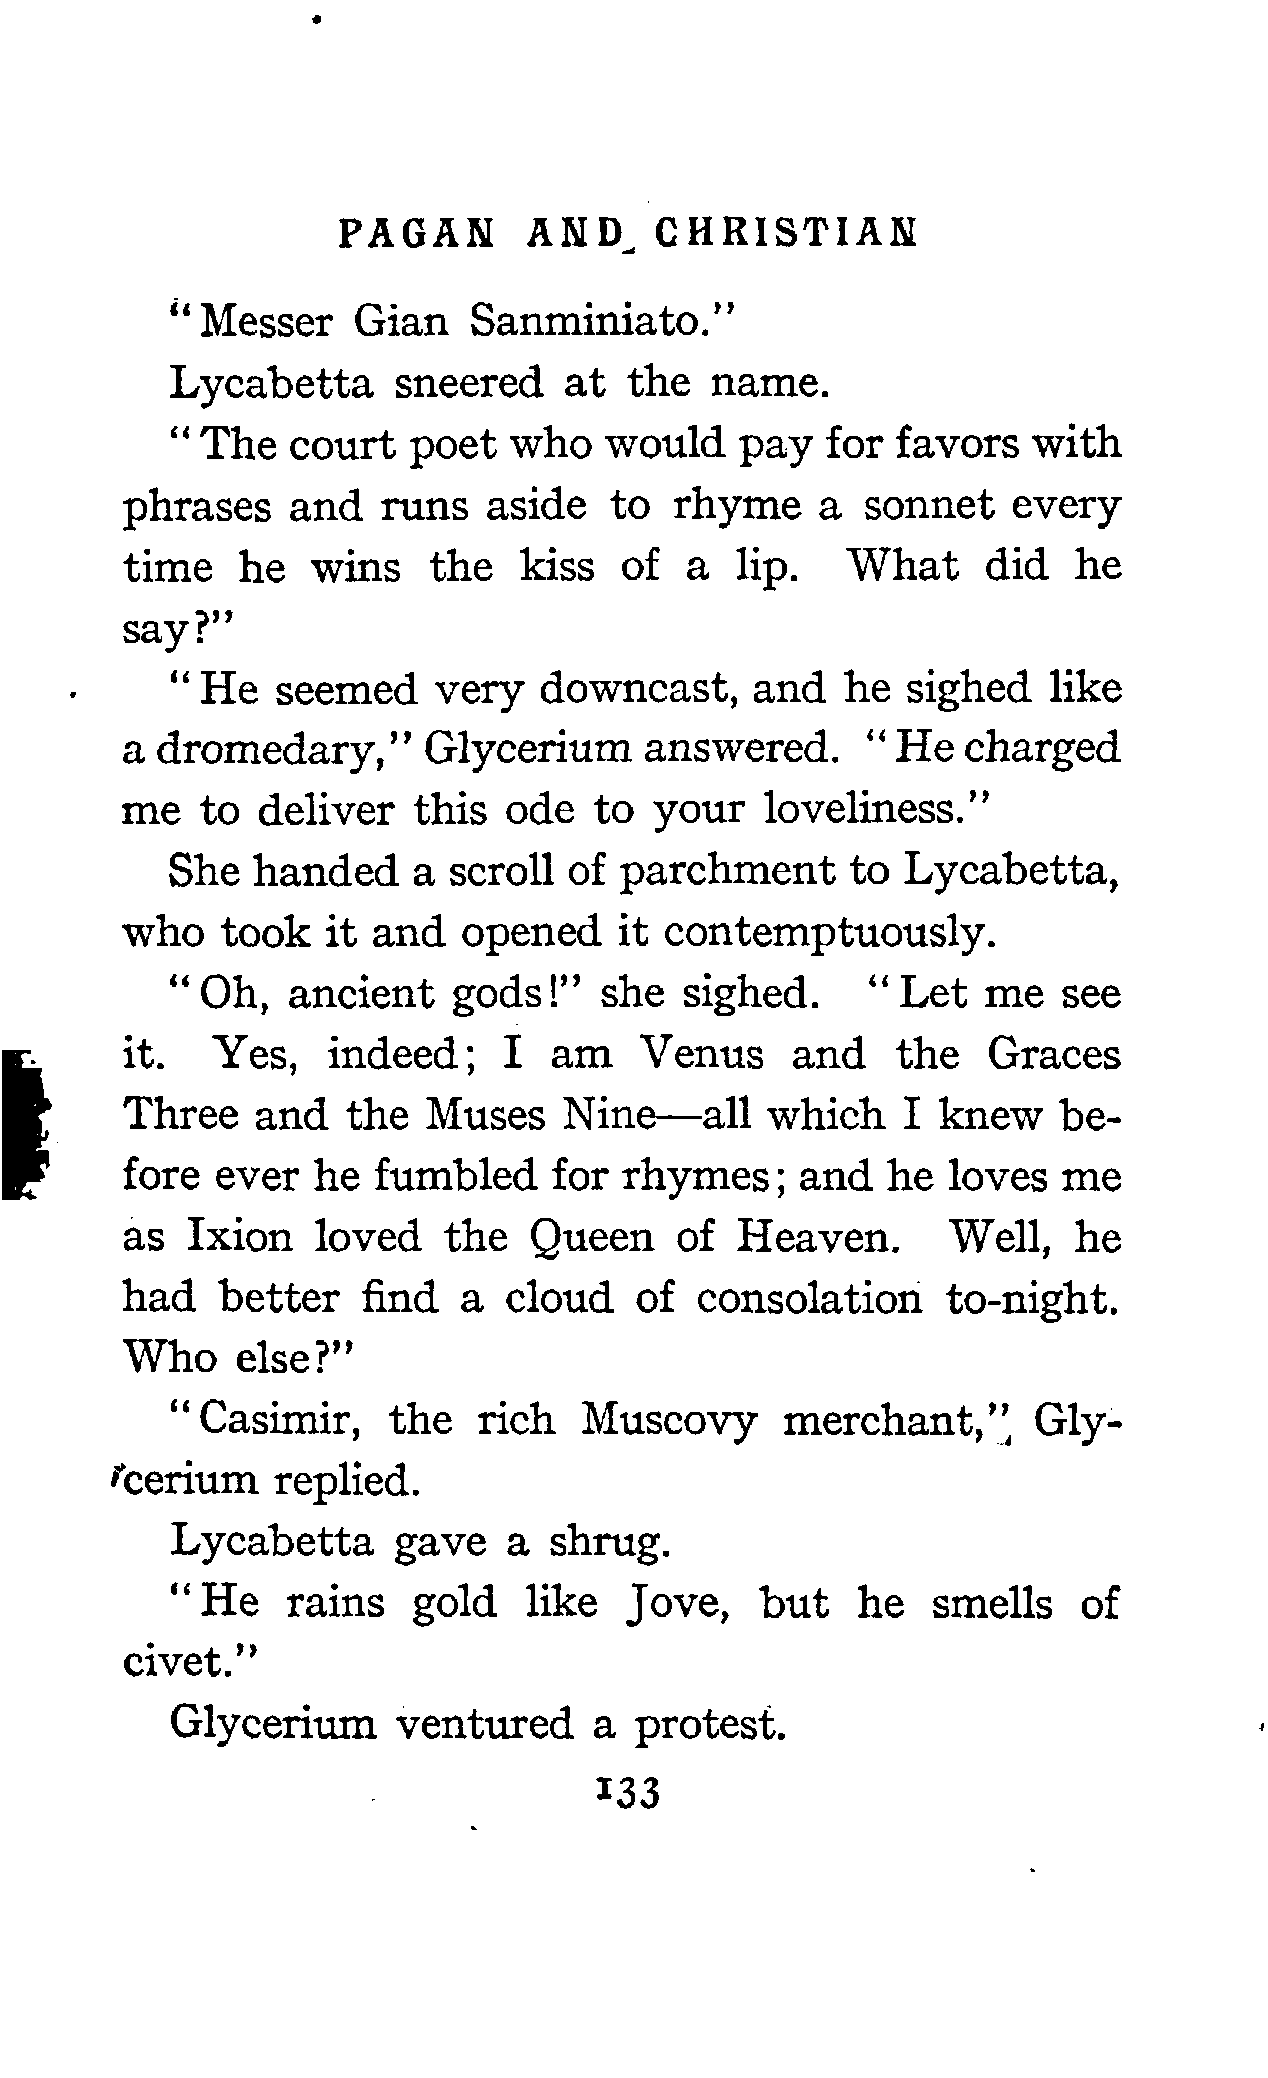 PAGAN AND CHRISTIAN
"Messer Gian Sanminiato."
Lycabetta sneered at the name.
"The court poet who would pay for favors with
phrases and runs aside to rhyme a sonnet every
time he wins the kiss of a lip. What did he
say?"
"He seemed very downcast, and he sighed like
a dromedary," Glycerium answered. "He charged
me to deliver this ode to your loveliness."
She handed a scroll of parchment to Lycabetta,
who took it and opened it contemptuously.
"Oh, ancient gods!" she sighed. "Let me see
it. Yes, indeed; I am Venus and the Graces
Three and the Muses Nine—all which I knew be-
fore ever he fumbled for rhymes; and he loves me
as Ixion loved the Queen of Heaven. Well, he
had better find a cloud of consolation to-night.
Who else?"
"Casimir, the rich Muscovy merchant," Gly-
cerium replied.
Lycabetta gave a shrug.
"He rains gold like Jove, but he smells of
civet."
Glycerium ventured a protest.
133